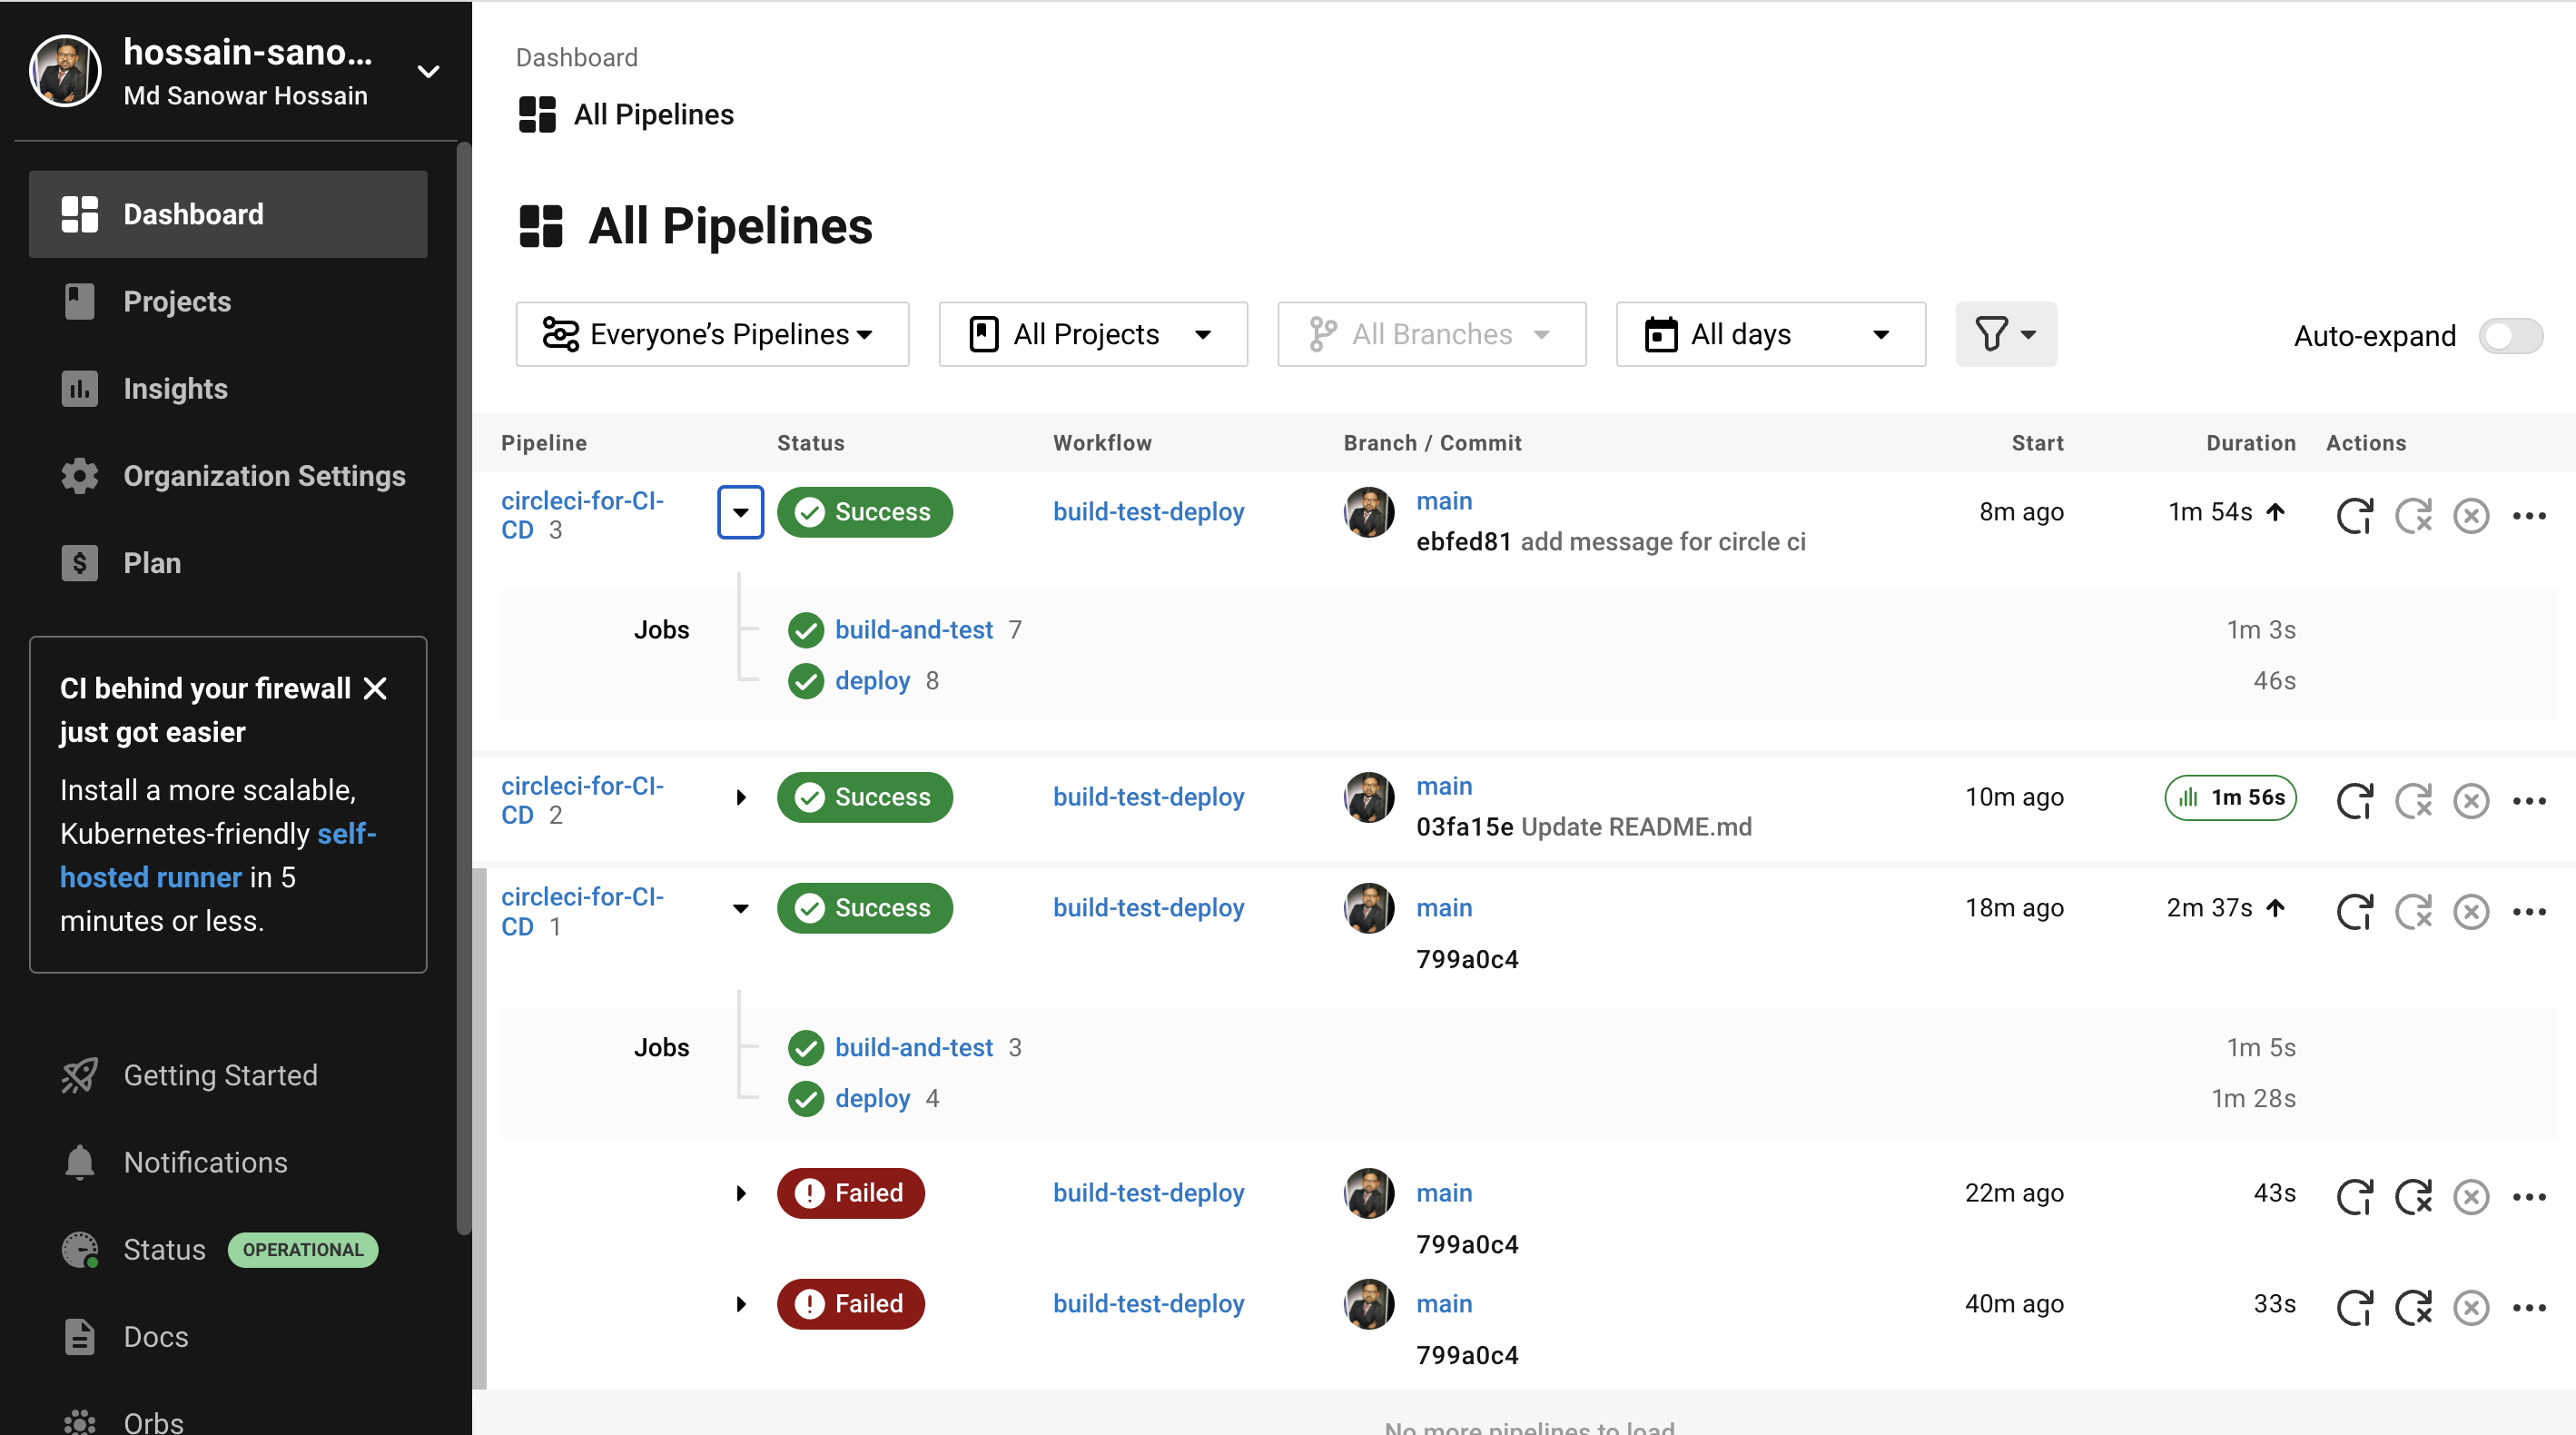 hossain-sano...
Md Sanowar Hossain
Dashboard
Projects
Insights
Organization Settings
Plan
CI behind your firewall
just got easier
Install a more scalable,
Kubernetes-friendly self-
hosted runner in 5
minutes or less.
Getting Started
Notifications
Status OPERATIONAL
Docs
Orbs
Dashboard
All Pipelines
All Pipelines
Everyone’s Pipelines All Projects All Branches All days Auto-expand
Pipeline Status Workflow Branch / Commit Start Duration Actions
circleci-for-CI-
CD 3
Success build-test-deploy main 8m ago 1m 54s
ebfed81 add message for circle ci
Jobs build-and-test 7 1m 3s
deploy 8 46s
circleci-for-CI-
CD 2
Success build-test-deploy main 10m ago 1m 56s
03fa15e Update README.md
circleci-for-CI-
CD 1
Success build-test-deploy main 18m ago 2m 37s
799a0c4
Jobs build-and-test 3 1m 5s
deploy 4 1m 28s
Failed build-test-deploy main 22m ago 43s
799a0c4
Failed build-test-deploy main 40m ago 33s
799a0c4
No more pipelines to load